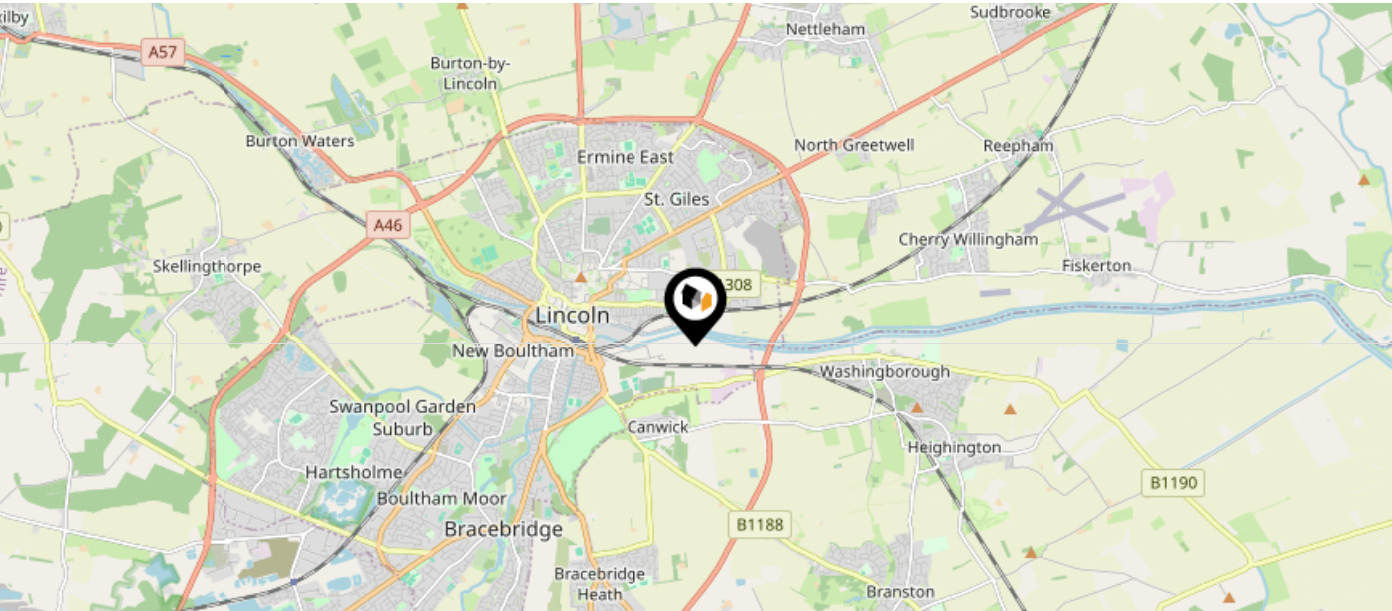 Sudbrooke
Nettleham
A57
Burton-by-
Lincoln
Burton Waters
Ermine East
North Greetwell
Reepham
St. Giles
A46
Cherry Willingham
Skellingthorpe
Fiskerton
308
Lincoln
New Boultham
Washingborough
Swanpool Garden
Suburb
Canwick
Heighington
Hartsholme
B1190
Boultham Moor
Bracebridge
B1188
Bracebridge
Heath
Branston